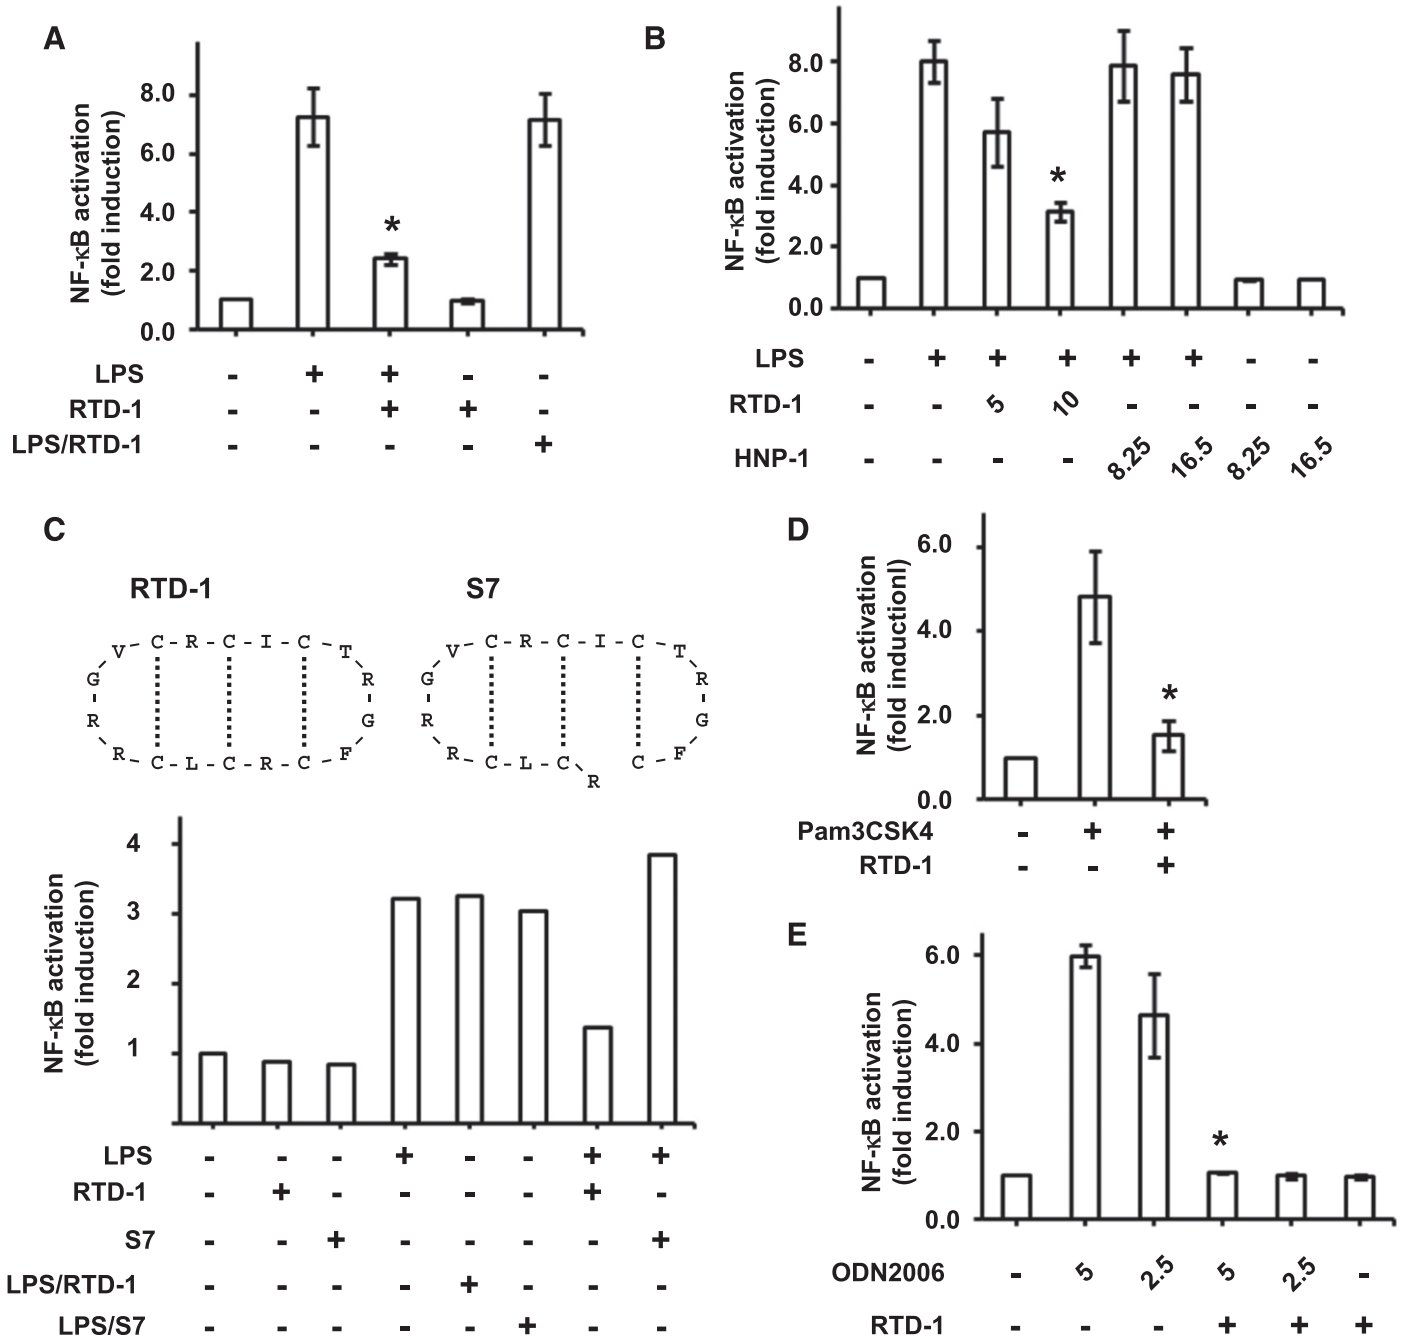 A
NF-κB activation
(fold induction)
8.0
6.0
4.0
2.0
0.0
*
LPS - + + - -
RTD-1 - - + + -
LPS/RTD-1 - - - - +
B
NF-κB activation
(fold induction)
8.0
6.0
4.0
2.0
0.0
*
LPS - + + + + + - -
RTD-1 - - 5 10 - - - -
HNP-1 - - - - 8.25 16.5 8.25 16.5
C
RTD-1
V C - R - C - I - C T
G R
R G
R C - L - C - R - C F
S7
V C - R - C - I - C T
G R
R G
R C - L - C R C - F
NF-κB activation
(fold induction)
4
3
2
1
LPS - - - + - - + +
RTD-1 - + - - - - + -
S7 - - + - - - - +
LPS/RTD-1 - - - - + - - -
LPS/S7 - - - - - + - -
D
NF-κB activation
(fold inductionl)
6.0
4.0
2.0
0.0
*
Pam3CSK4 - + +
RTD-1 - - +
E
NF-κB activation
(fold induction)
6.0
4.0
2.0
0.0
*
ODN2006 - 5 2.5 5 2.5 -
RTD-1 - - - + + +